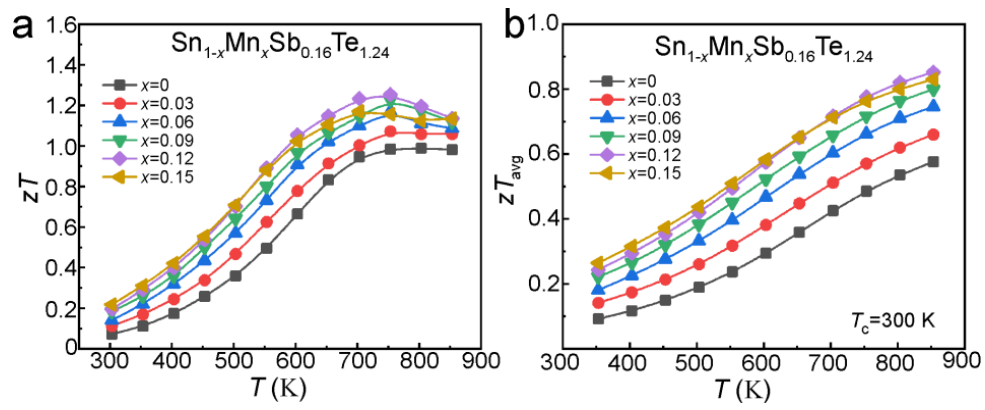 a
Sn1-xMnxSb0.16Te1.24
x=0
x=0.03
x=0.06
x=0.09
x=0.12
x=0.15
zT
1.6
1.4
1.2
1.0
0.8
0.6
0.4
0.2
0
300 400 500 600 700 800 900
T (K)
b
Sn1-xMnxSb0.16Te1.24
x=0
x=0.03
x=0.06
x=0.09
x=0.12
x=0.15
zTavg
1.0
0.8
0.6
0.4
0.2
Tc=300 K
300 400 500 600 700 800 900
T (K)